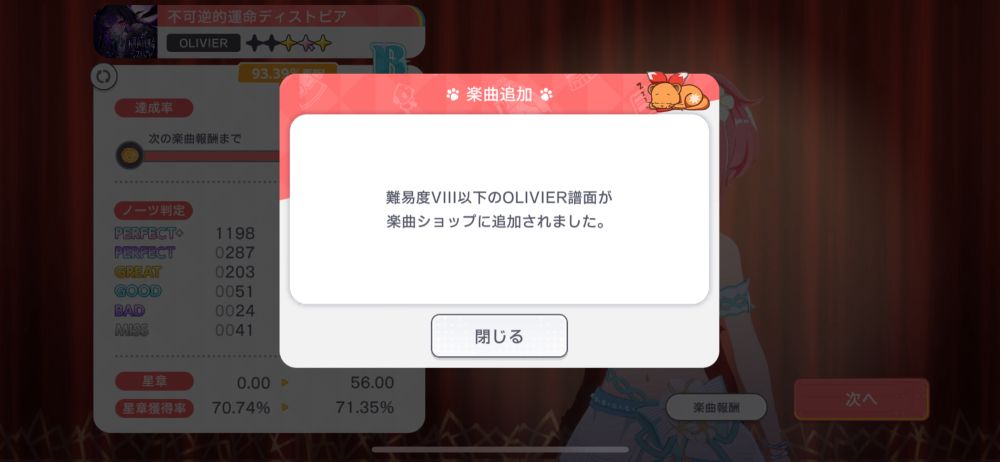 不可逆的運命ディストピア
OLIVIER
93.39%
達成率
次の楽曲報酬まで
ノーツ判定
PERFECT+ 1198
PERFECT 0287
GREAT 0203
GOOD 0051
BAD 0024
MISS 0041
星章 0.00 56.00
星章獲得率 70.74% 71.35%
楽曲追加
難易度VIII以下のOLIVIER譜面が
楽曲ショップに追加されました。
閉じる
楽曲報酬
次へ